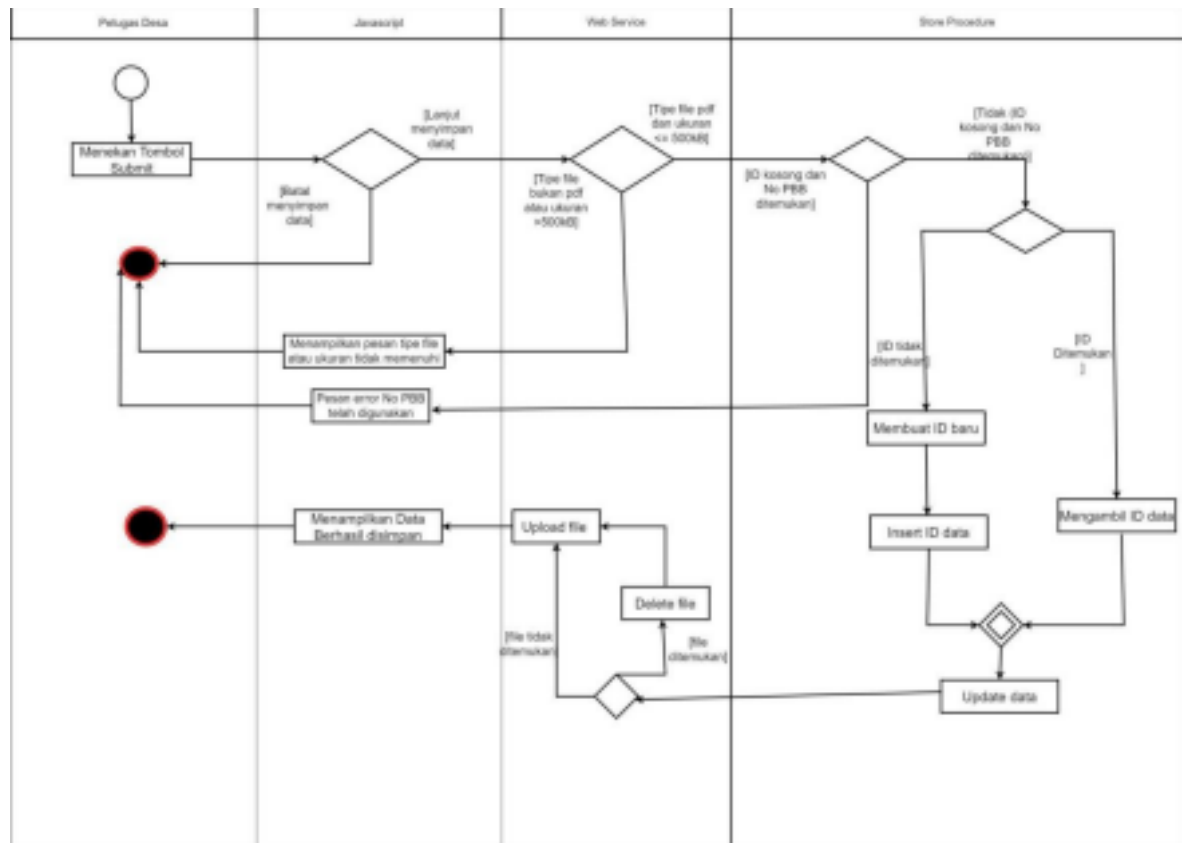 Petugas Desa
Javascript
Web Service
Store Procedure
[Lanjut
menyimpan
data]
[Tipe file pdf
dan ukuran
<= 500kB]
[Tidak (ID
kosong dan No
PBB
ditemukan)]
Menekan Tombol
Submit
[Batal
menyimpan
data]
[Tipe file
bukan pdf
atau ukuran
>500kB]
[ID kosong dan
No PBB
ditemukan]
Menampilkan pesan tipe file
atau ukuran tidak memenuhi
[ID tidak
ditemukan]
[ID
Ditemukan
]
Pesan error No PBB
telah digunakan
Membuat ID baru
Menampilkan Data
Berhasil disimpan
Upload file
Insert ID data
Mengambil ID data
Delete file
[file tidak
ditemukan]
[file
ditemukan]
Update data